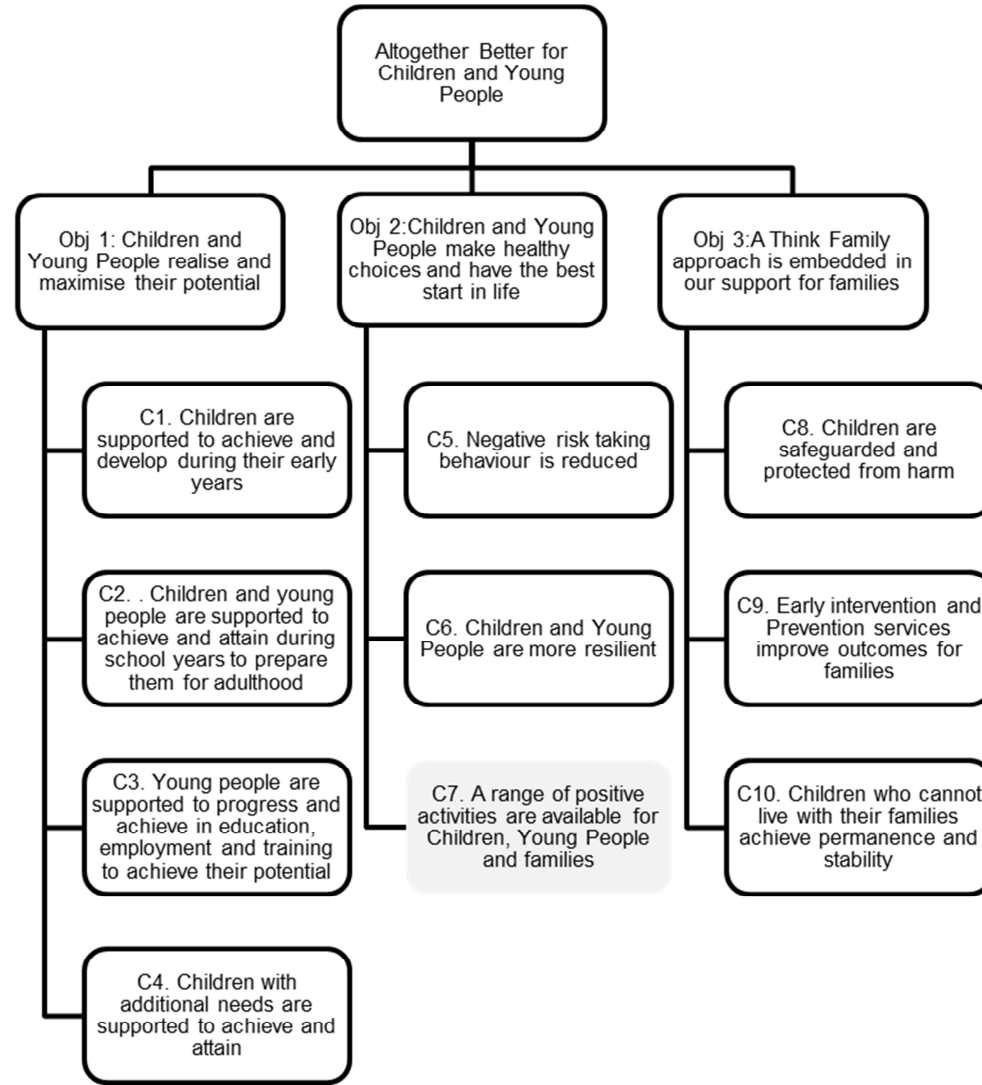 Altogether Better for
Children and Young
People
Obj 1: Children and
Young People realise and
maximise their potential
C1. Children are
supported to achieve and
develop during their early
years
C2. . Children and young
people are supported to
achieve and attain during
school years to prepare
them for adulthood
C3. Young people are
supported to progress and
achieve in education,
employment and training
to achieve their potential
C4. Children with
additional needs are
supported to achieve and
attain
Obj 2:Children and Young
People make healthy
choices and have the best
start in life
C5. Negative risk taking
behaviour is reduced
C6. Children and Young
People are more resilient
C7. A range of positive
activities are available for
Children, Young People
and families
Obj 3:A Think Family
approach is embedded in
our support for families
C8. Children are
safeguarded and
protected from harm
C9. Early intervention and
Prevention services
improve outcomes for
families
C10. Children who cannot
live with their families
achieve permanence and
stability